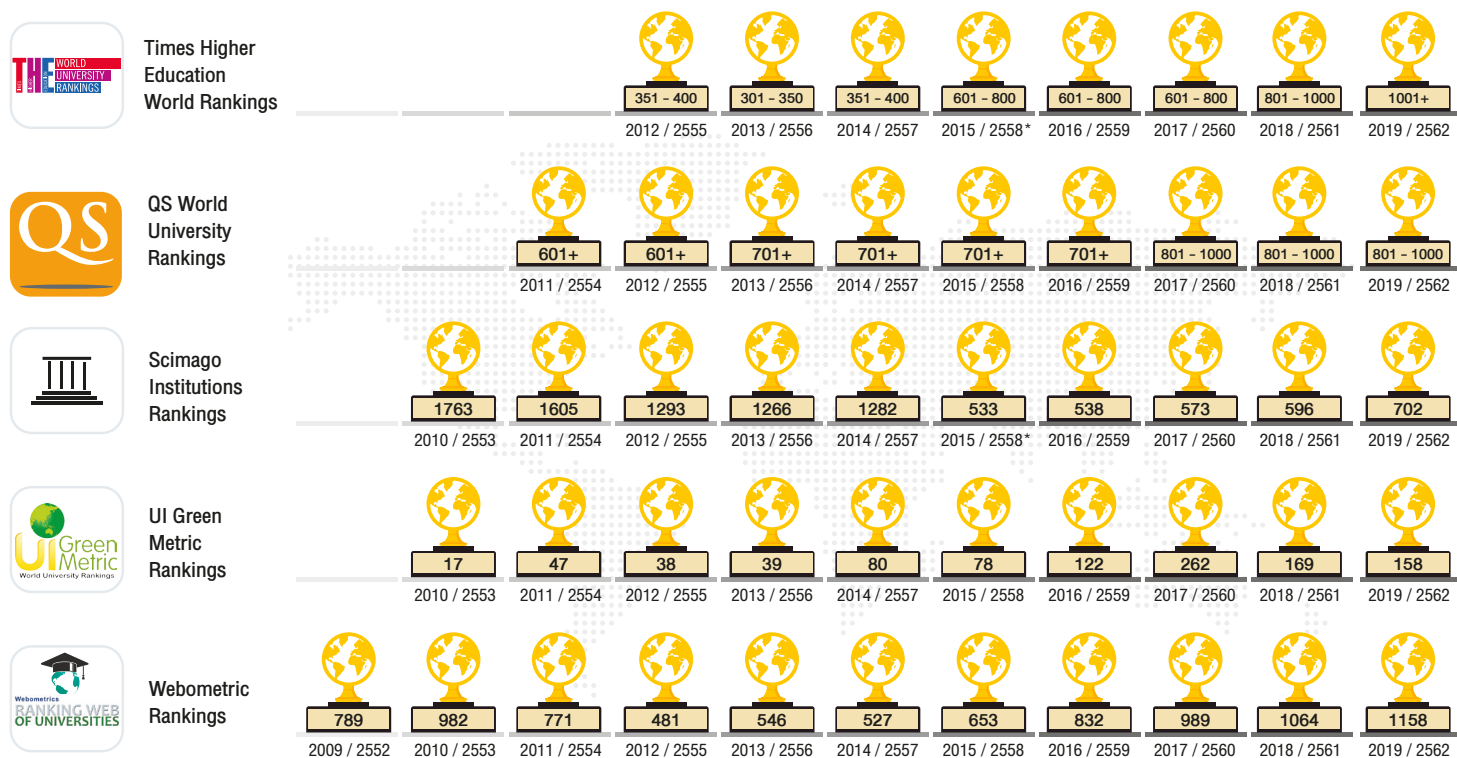 THE
WORLD
UNIVERSITY
RANKINGS
Times Higher
Education
World Rankings
351 – 400 301 – 350 351 – 400 601 – 800 601 – 800 601 – 800 801 – 1000 1001+
2012 / 2555 2013 / 2556 2014 / 2557 2015 / 2558* 2016 / 2559 2017 / 2560 2018 / 2561 2019 / 2562
QS
QS World
University
Rankings
601+ 601+ 701+ 701+ 701+ 701+ 801 – 1000 801 – 1000 801 – 1000
2011 / 2554 2012 / 2555 2013 / 2556 2014 / 2557 2015 / 2558 2016 / 2559 2017 / 2560 2018 / 2561 2019 / 2562
Scimago
Institutions
Rankings
1763 1605 1293 1266 1282 533 538 573 596 702
2010 / 2553 2011 / 2554 2012 / 2555 2013 / 2556 2014 / 2557 2015 / 2558* 2016 / 2559 2017 / 2560 2018 / 2561 2019 / 2562
UI Green
Metric
World University Rankings
UI Green
Metric
Rankings
17 47 38 39 80 78 122 262 169 158
2010 / 2553 2011 / 2554 2012 / 2555 2013 / 2556 2014 / 2557 2015 / 2558 2016 / 2559 2017 / 2560 2018 / 2561 2019 / 2562
Webometrics
RANKING WEB
OF UNIVERSITIES
Webometric
Rankings
789 982 771 481 546 527 653 832 989 1064 1158
2009 / 2552 2010 / 2553 2011 / 2554 2012 / 2555 2013 / 2556 2014 / 2557 2015 / 2558 2016 / 2559 2017 / 2560 2018 / 2561 2019 / 2562